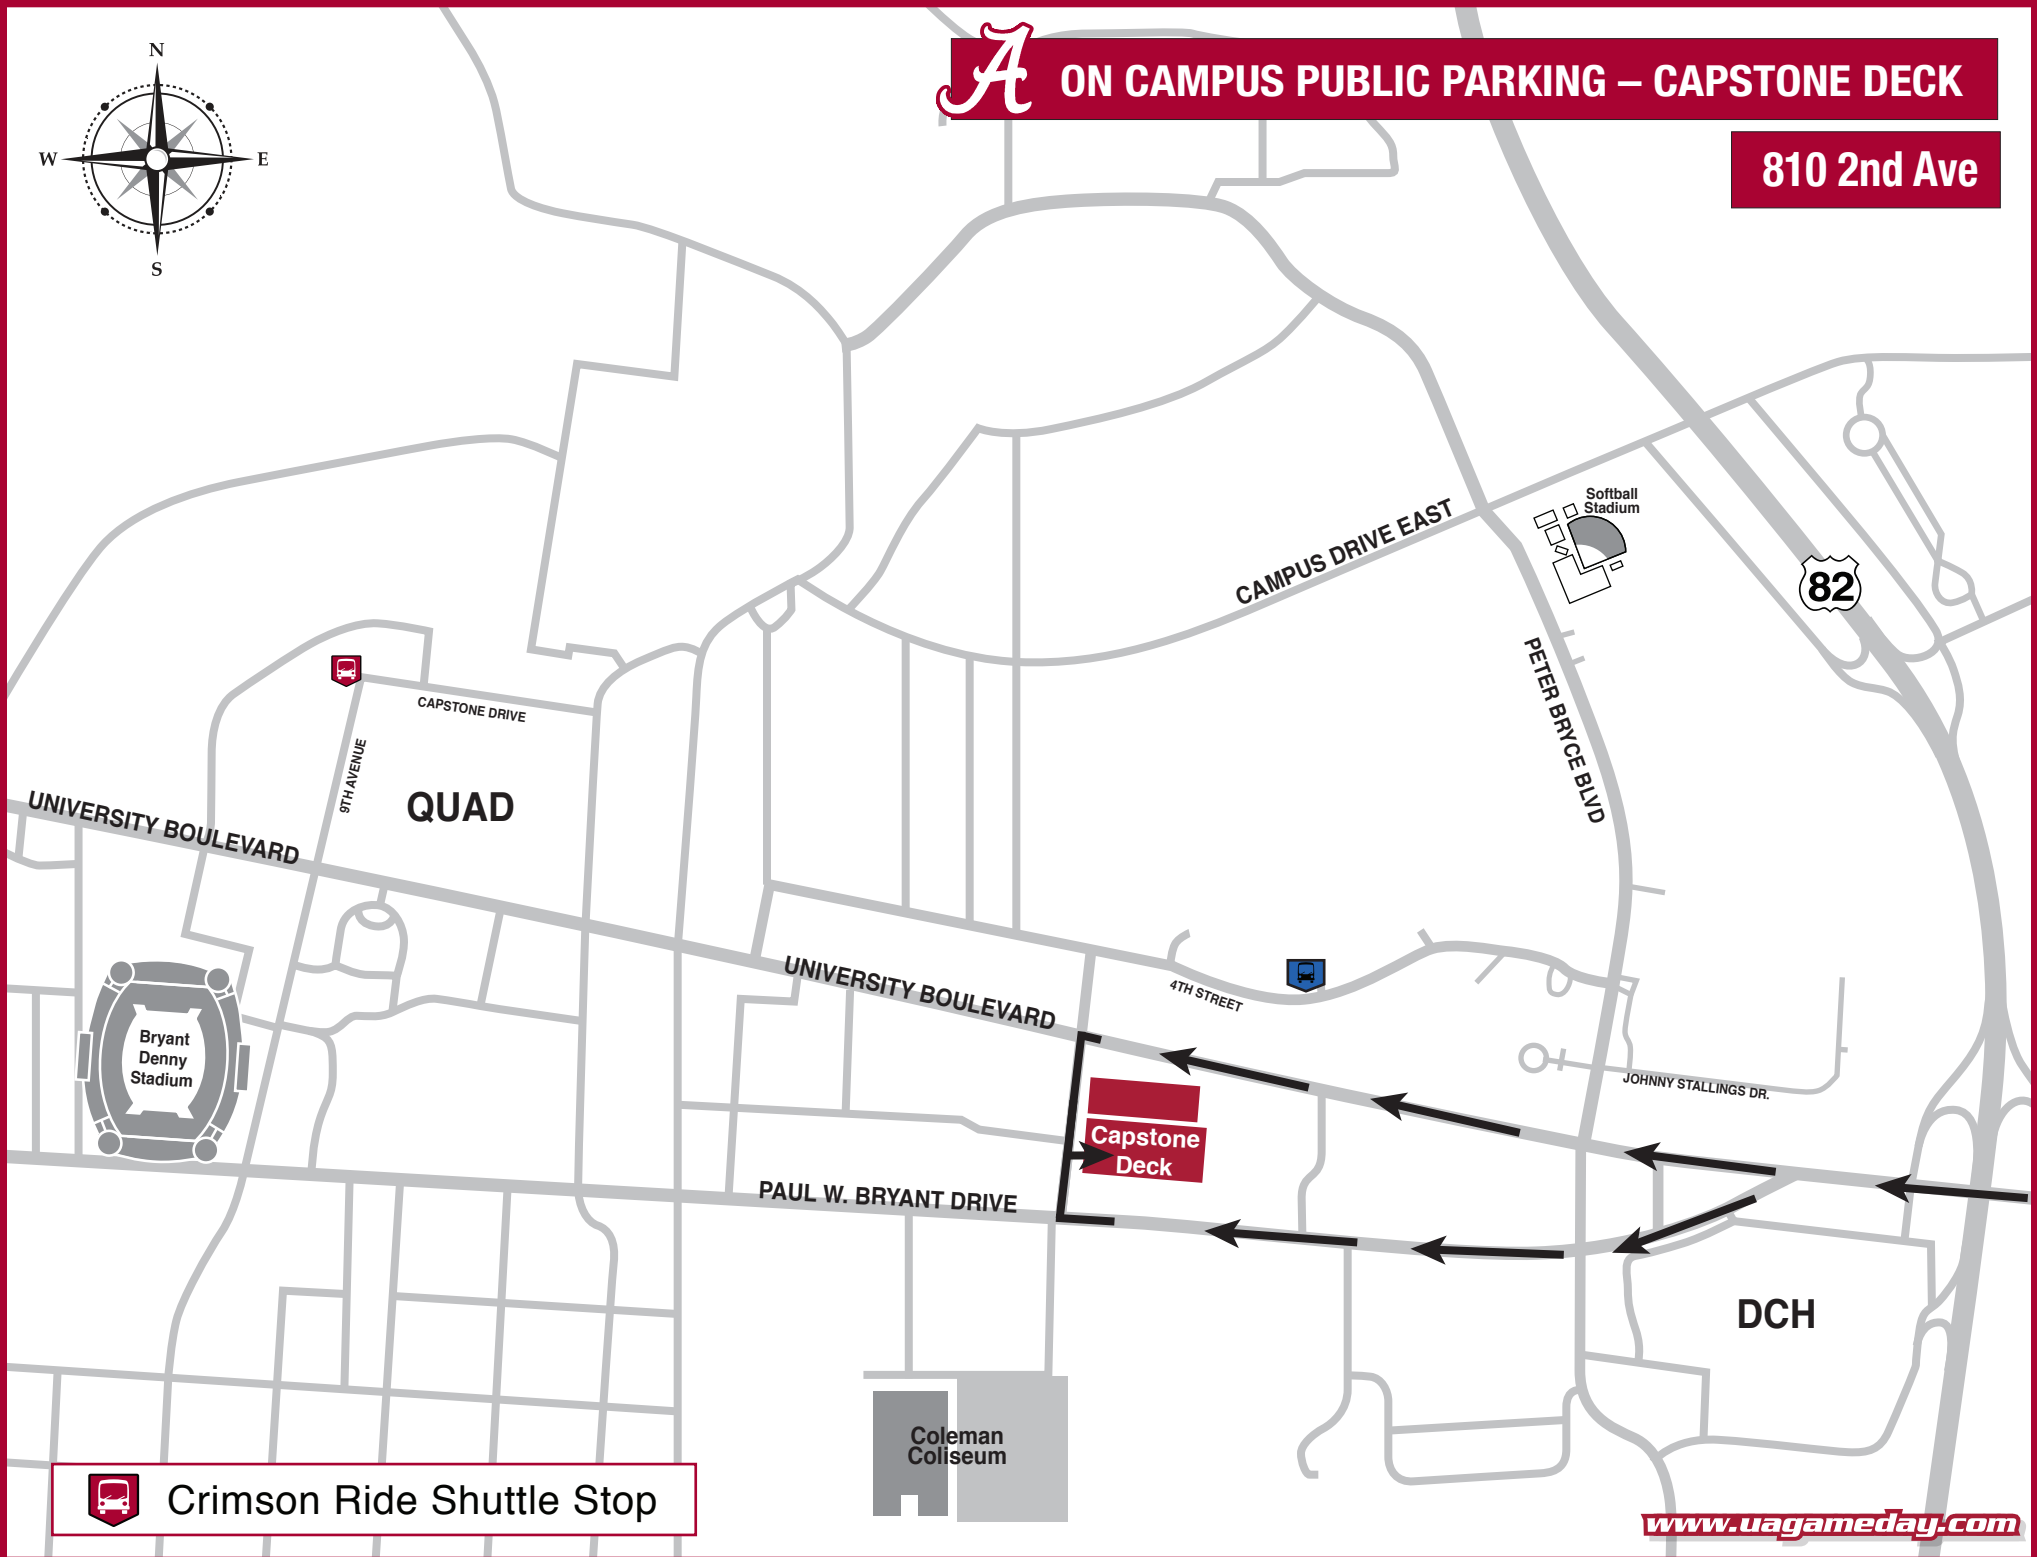 N
W
E
S
A
ON CAMPUS PUBLIC PARKING – CAPSTONE DECK
810 2nd Ave
Softball
Stadium
CAMPUS DRIVE EAST
82
PETER BRYCE BLVD
CAPSTONE DRIVE
9TH AVENUE
QUAD
UNIVERSITY BOULEVARD
UNIVERSITY BOULEVARD
4TH STREET
Bryant
Denny
Stadium
JOHNNY STALLINGS DR.
Capstone
Deck
PAUL W. BRYANT DRIVE
DCH
Coleman
Coliseum
Crimson Ride Shuttle Stop
www.uagameday.com